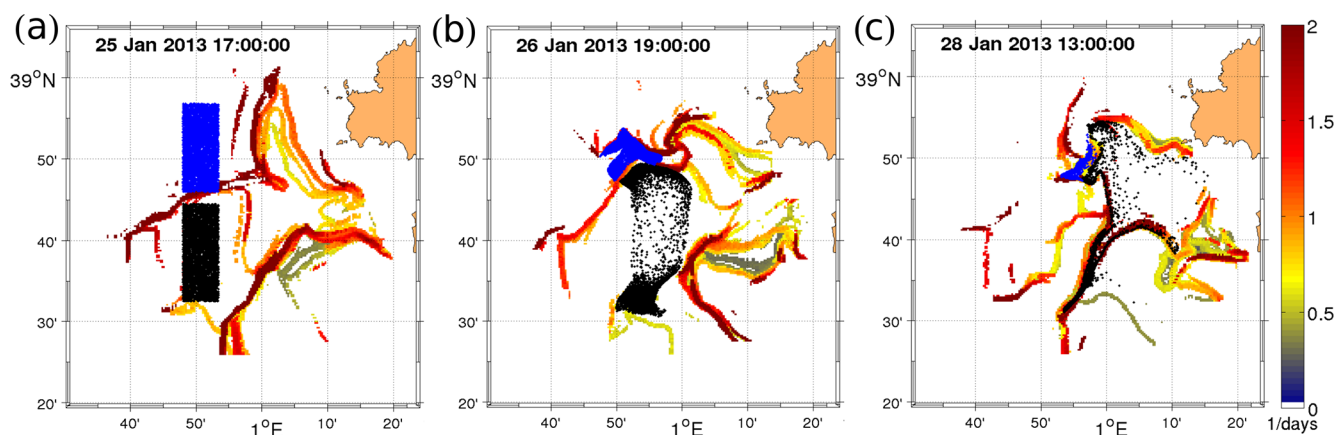 (a) (b) (c)
25 Jan 2013 17:00:00 26 Jan 2013 19:00:00 28 Jan 2013 13:00:00
2
39°N 39°N 39°N
1.5
50' 50' 50'
1
40' 40' 40'
0.5
30' 30' 30'
20' 20' 20'
0
40' 50' 1°E 10' 20' 40' 50' 1°E 10' 20' 40' 50' 1°E 10' 20' 1/days